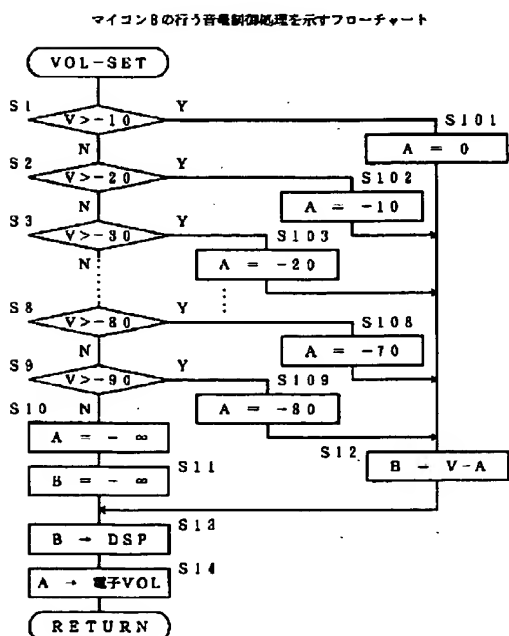 マイコンBの行う音量制御処理を示すフローチャート
VOL-SET
S1
V>-10
Y
N
S101
A = 0
S2
V>-20
Y
N
S102
A = -10
S3
V>-30
Y
N
S103
A = -20
S8
V>-80
Y
N
S108
A = -70
S9
V>-90
Y
N
S109
A = -80
S10
A = - ∞
S11
B = - ∞
S12
B = V-A
S13
B → DSP
S14
A → 電子VOL
RETURN